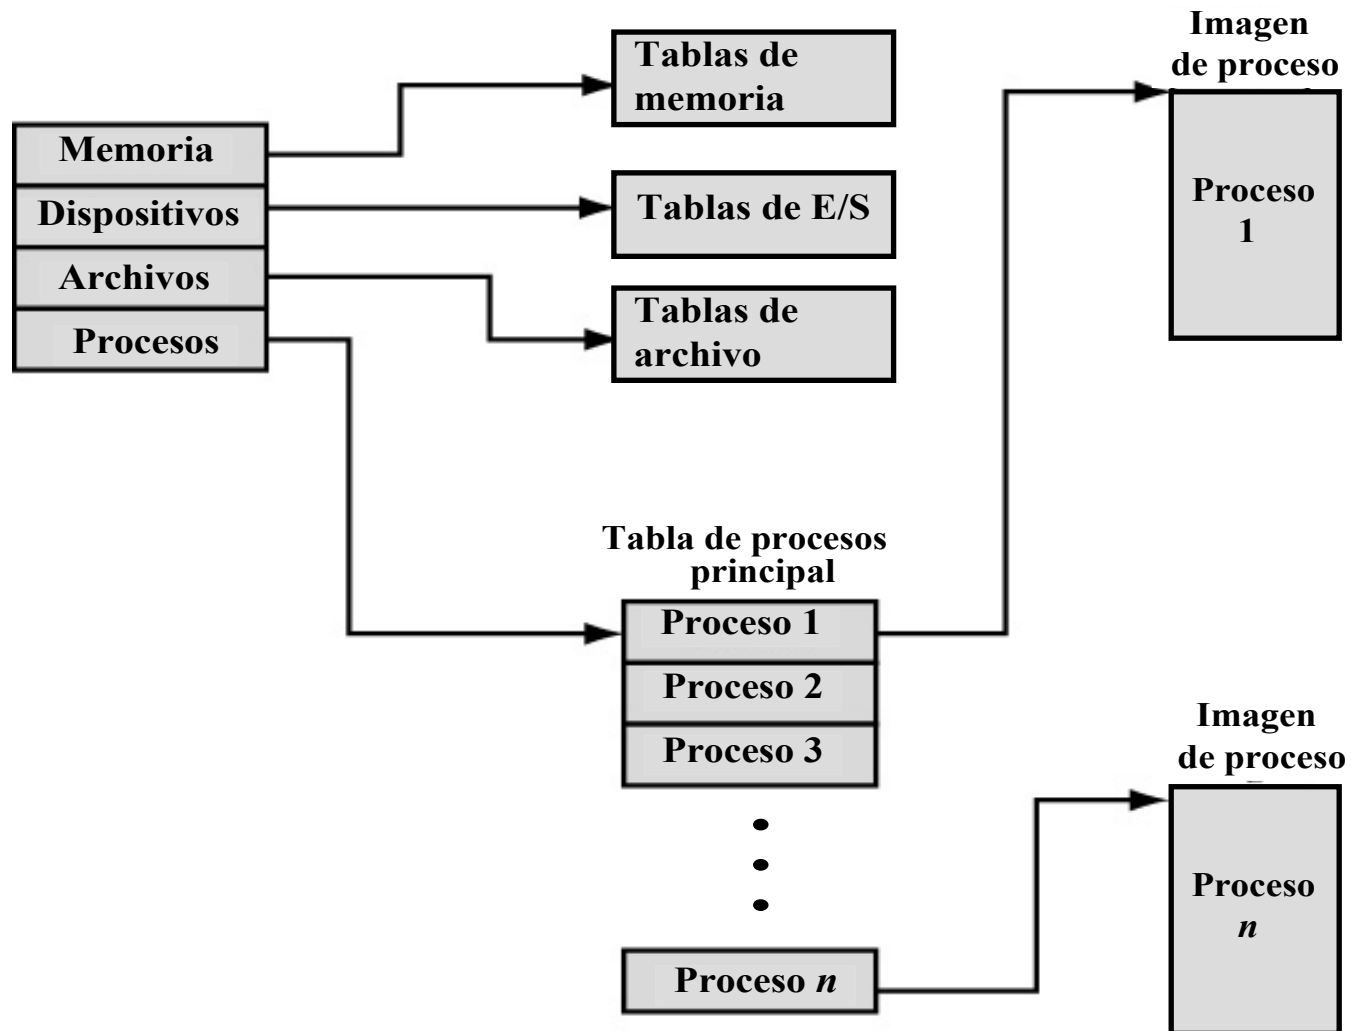 Memoria
Dispositivos
Archivos
Procesos
Tablas de
memoria
Tablas de E/S
Tablas de
archivo
Tabla de procesos
principal
Proceso 1
Proceso 2
Proceso 3
Proceso n
Imagen
de proceso
Proceso
1
Imagen
de proceso
Proceso
n